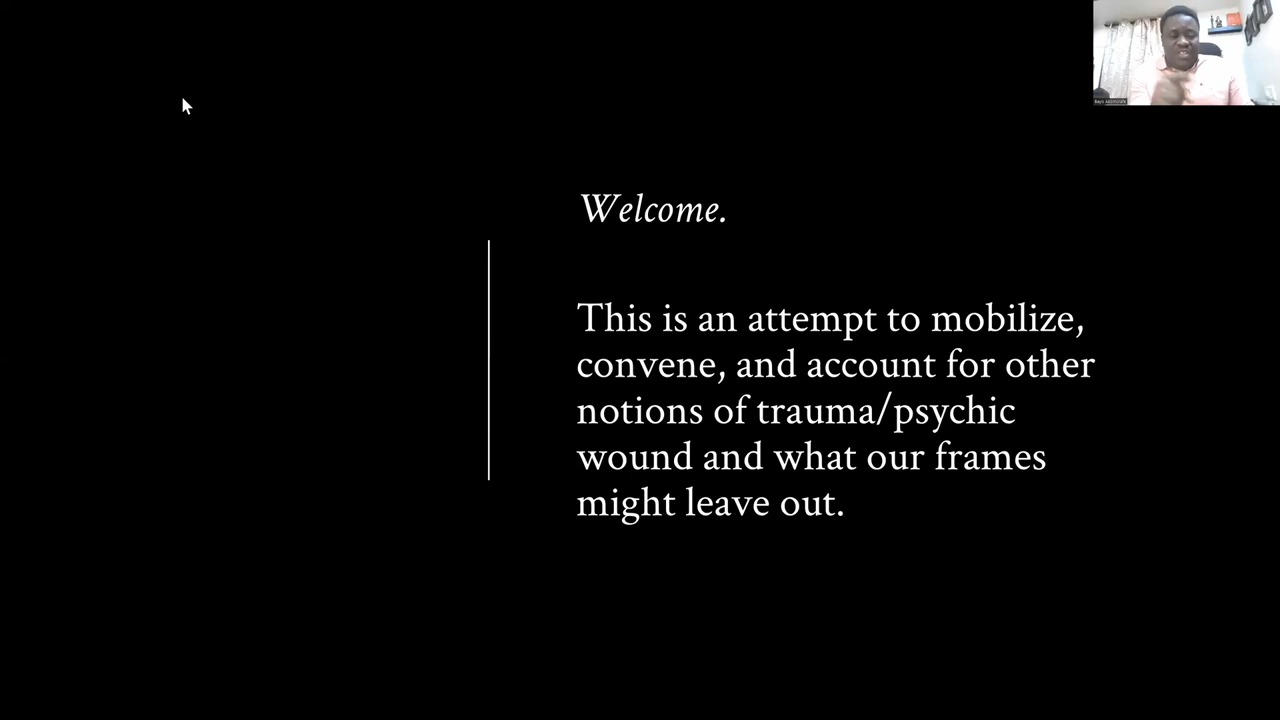 Welcome.
This is an attempt to mobilize,
convene, and account for other
notions of trauma/psychic
wound and what our frames
might leave out.